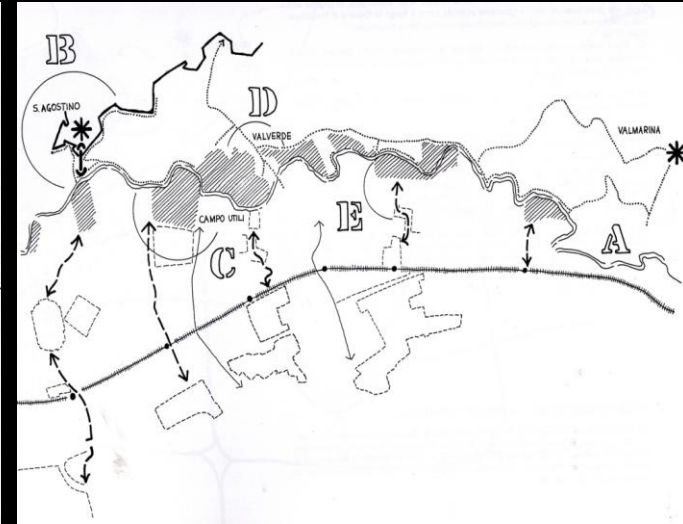 B
S. AGOSTINO
D
VALVERDE
VALMARINA
E
CAMPO UTILI
C
A